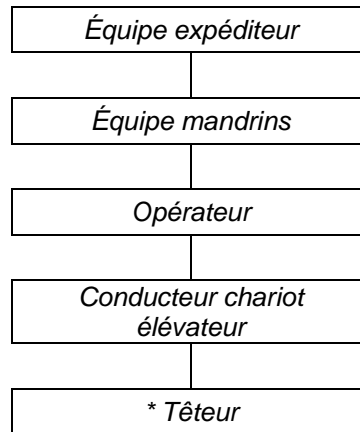 Équipe expéditeur
Équipe mandrins
Opérateur
Conducteur chariot
élévateur
* Têteur